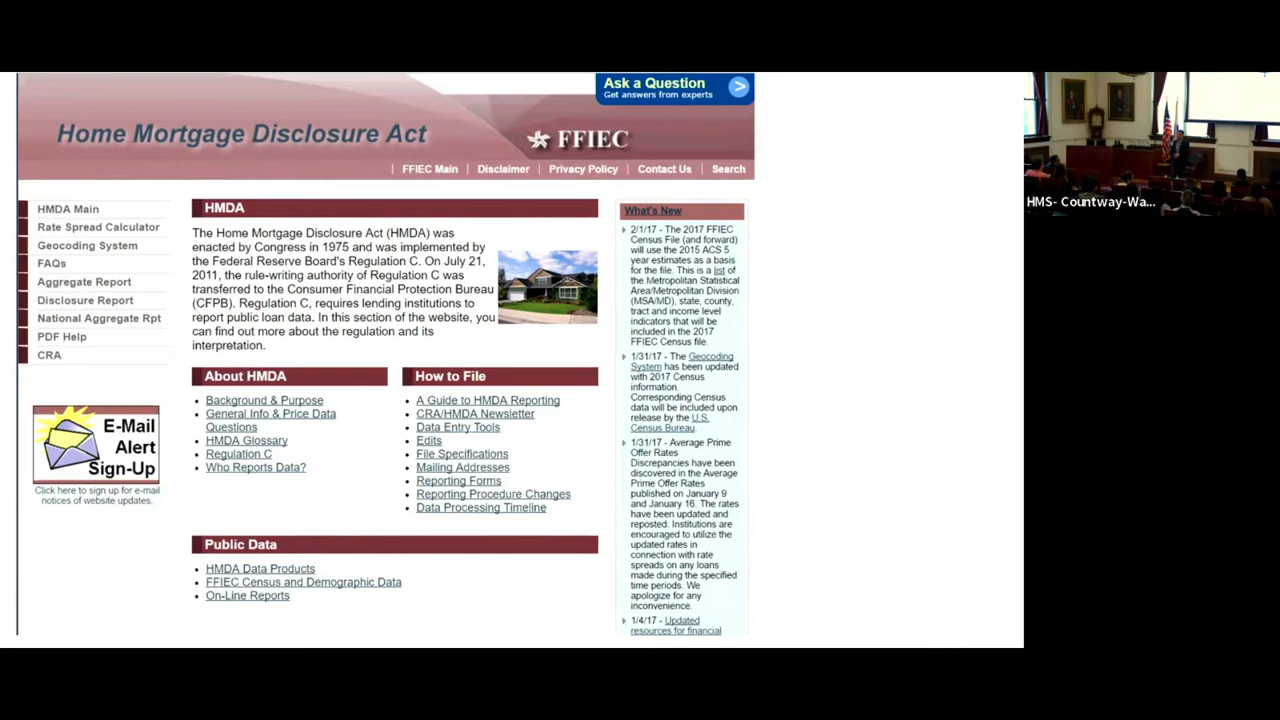 Ask a Question
Get answers from experts
Home Mortgage Disclosure Act
FFIEC
FFIEC Main
Disclaimer
Privacy Policy
Contact Us
Search
HMDA Main
Rate Spread Calculator
Geocoding System
FAQs
Aggregate Report
Disclosure Report
National Aggregate Rpt
PDF Help
CRA
E-Mail
Alert
Sign-Up
Click here to sign up for e-mail
notices of website updates.
HMDA
The Home Mortgage Disclosure Act (HMDA) was
enacted by Congress in 1975 and was implemented by
the Federal Reserve Board's Regulation C. On July 21,
2011, the rule-writing authority of Regulation C was
transferred to the Consumer Financial Protection Bureau
(CFPB). Regulation C, requires lending institutions to
report public loan data. In this section of the website, you
can find out more about the regulation and its
interpretation.
About HMDA
Background & Purpose
General Info & Price Data
Questions
HMDA Glossary
Regulation C
Who Reports Data?
How to File
A Guide to HMDA Reporting
CRA/HMDA Newsletter
Data Entry Tools
Edits
File Specifications
Mailing Addresses
Reporting Forms
Reporting Procedure Changes
Data Processing Timeline
Public Data
HMDA Data Products
FFIEC Census and Demographic Data
On-Line Reports
What's New
2/1/17 - The 2017 FFIEC
Census File (and forward)
will use the 2015 ACS 5
year estimates as a basis
for the file. This is a list of
the Metropolitan Statistical
Area/Metropolitan Division
(MSA/MD), state, county,
tract and income level
indicators that will be
included in the 2017
FFIEC Census file.
1/31/17 - The Geocoding
System has been updated
with 2017 Census
information.
Corresponding Census
data will be included upon
release by the U.S.
Census Bureau.
1/31/17 - Average Prime
Offer Rates
Discrepancies have been
discovered in the Average
Prime Offer Rates
published on January 9
and January 16. The rates
have been updated and
reposted. Institutions are
encouraged to utilize the
updated rates in
connection with rate
spreads on any loans
made during the specified
time periods. We
apologize for any
inconvenience.
1/4/17 - Updated
resources for financial
HMS- Countway-Wa...